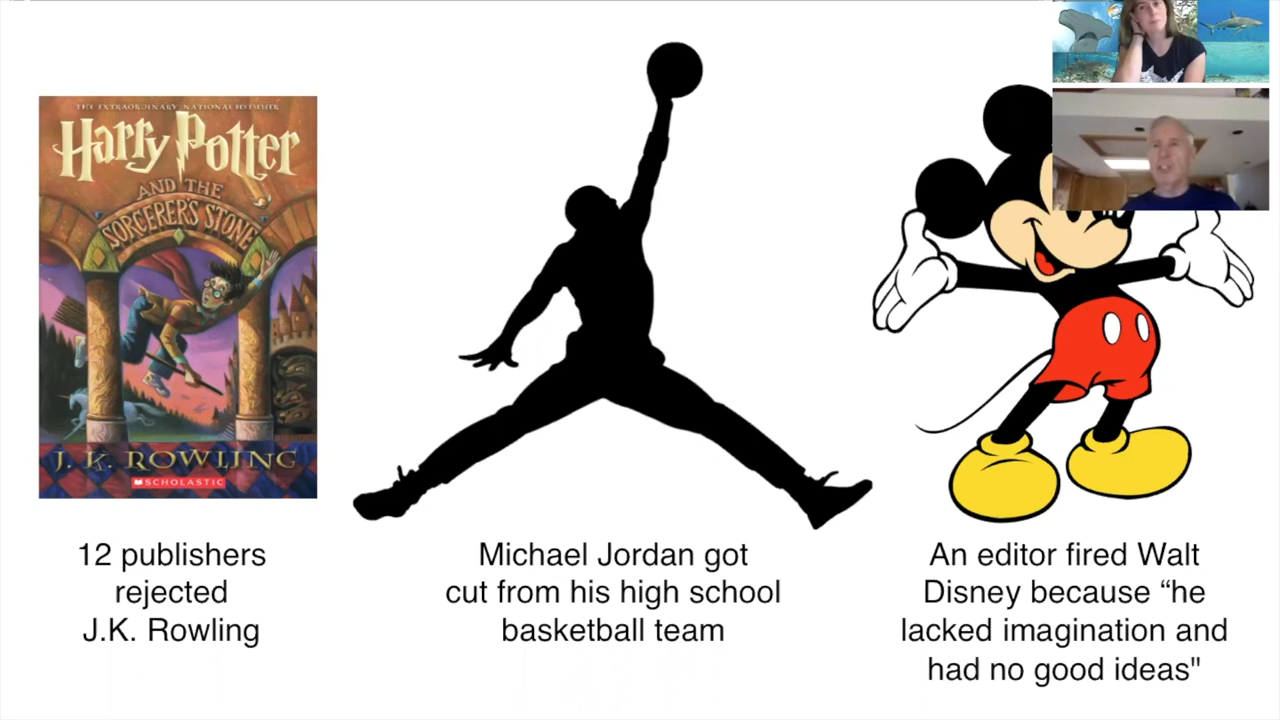 THE EXTRAORDINARY NATIONAL BESTSELLER
Harry Potter
AND THE
SORCERER'S STONE
J. K. ROWLING
SCHOLASTIC
12 publishers
rejected
J.K. Rowling
Michael Jordan got
cut from his high school
basketball team
An editor fired Walt
Disney because “he
lacked imagination and
had no good ideas"